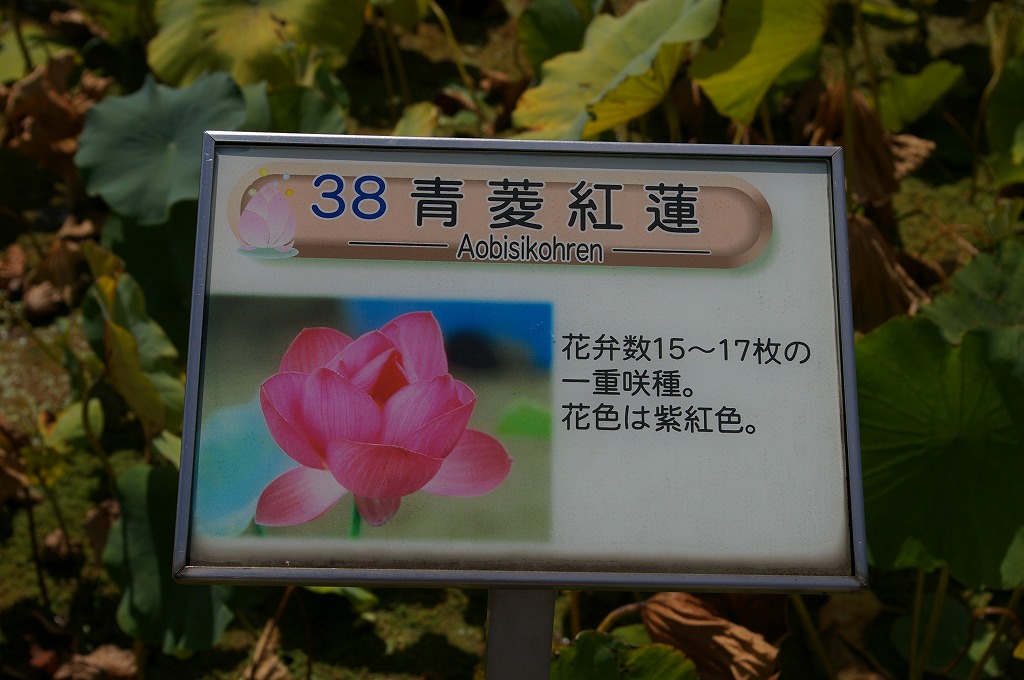 38 青菱紅蓮
Aobisikohren
花弁数15～17枚の
一重咲種。
花色は紫紅色。